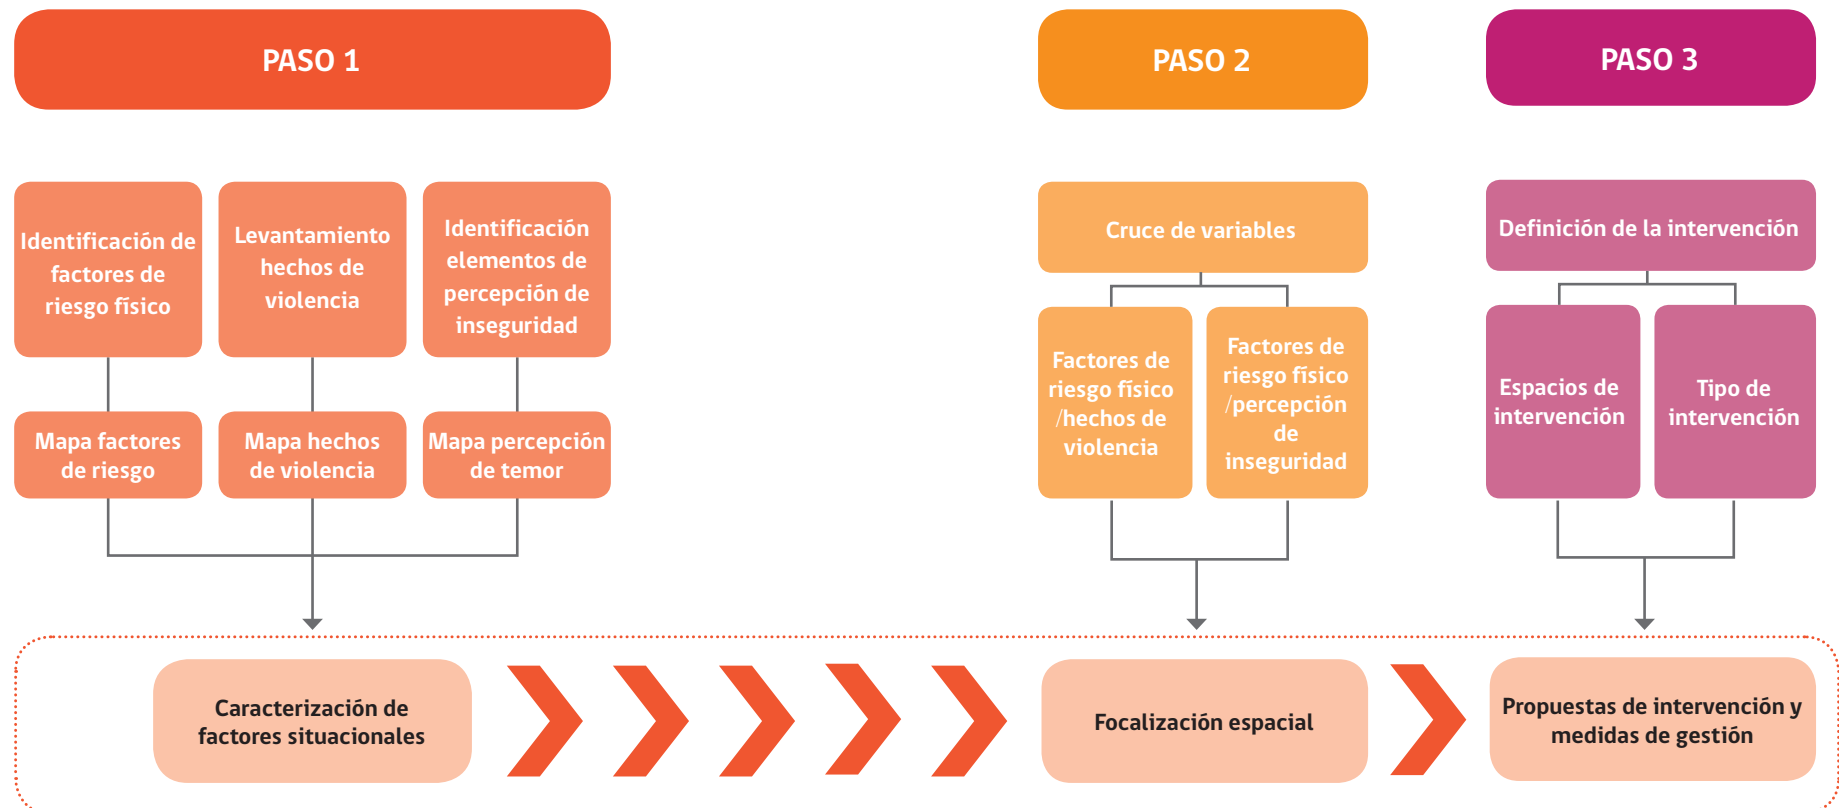 PASO 1
PASO 2
PASO 3
Identificación de
factores de
riesgo físico
Levantamiento
hechos de
violencia
Identificación
elementos de
percepción de
inseguridad
Mapa factores
de riesgo
Mapa hechos
de violencia
Mapa percepción
de temor
Cruce de variables
Factores de
riesgo físico
/hechos de
violencia
Factores de
riesgo físico
/percepción
de
inseguridad
Definición de la intervención
Espacios de
intervención
Tipo de
intervención
Caracterización de
factores situacionales
Focalización espacial
Propuestas de intervención y
medidas de gestión